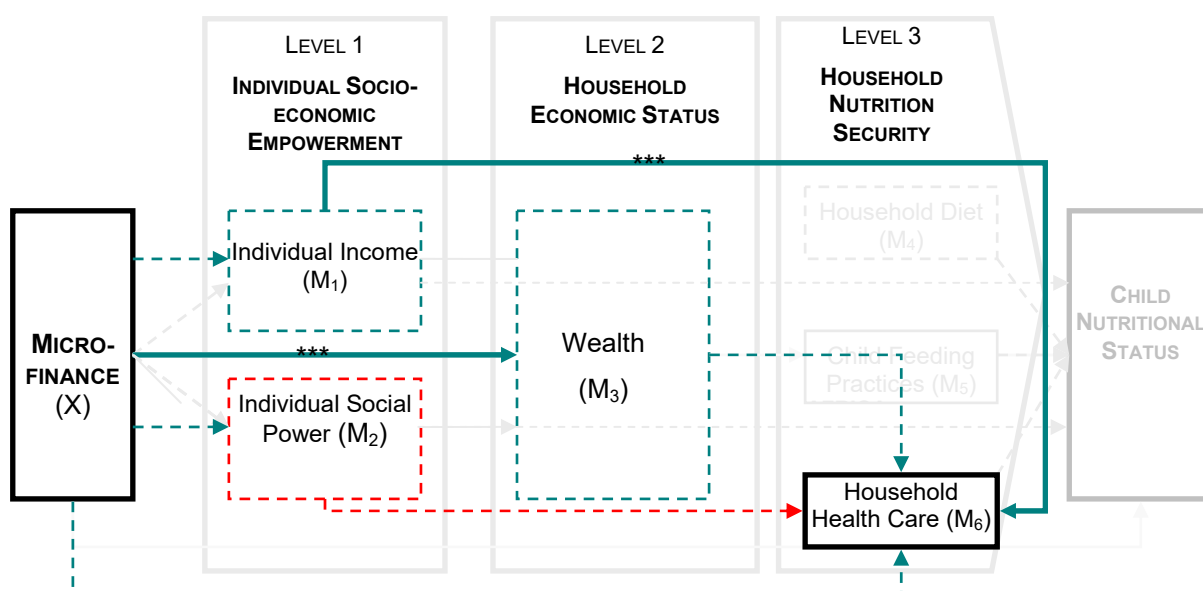 LEVEL 1
INDIVIDUAL SOCIO-
ECONOMIC
EMPOWERMENT
LEVEL 2
HOUSEHOLD
ECONOMIC STATUS
LEVEL 3
HOUSEHOLD
NUTRITION
SECURITY
***
MICRO-
FINANCE
(X)
Individual Income
(M₁)
***
Individual Social
Power (M₂)
Wealth
(M₃)
Household Diet
(M₄)
Child Feeding
Practices (M₅)
Household
Health Care (M₆)
CHILD
NUTRITIONAL
STATUS